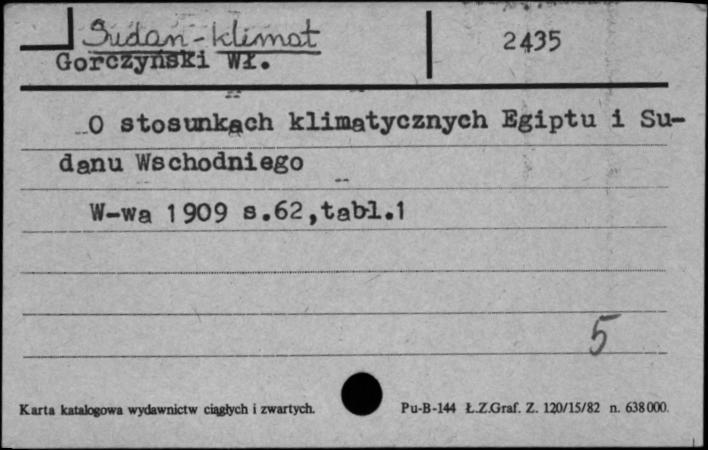 Sudan-klimat
Gorczyński Wł.
2435
O stosunkach klimatycznych Egiptu i Su-
danu Wschodniego
W-wa 1909 s.62,tabl.1
5
Karta katalogowa wydawnictw ciągłych i zwartych.
Pu-B-144 Ł.Z.Graf. Z. 120/15/82 n. 638000.